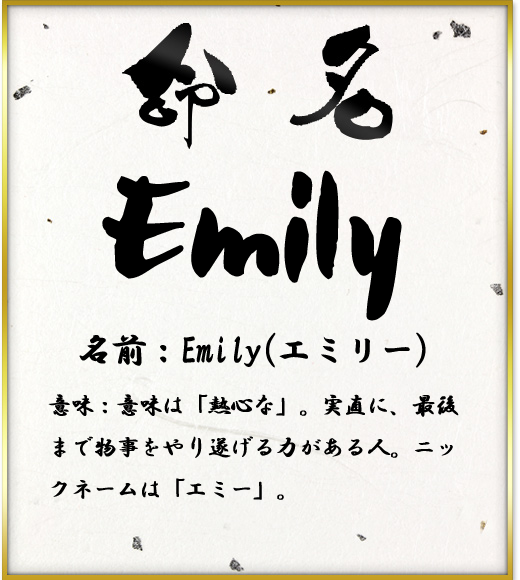 命名
Emily
名前：Emily(エミリー)
意味：意味は「熱心な」。実直に、最後
まで物事をやり遂げる力がある人。ニッ
クネームは「エミー」。